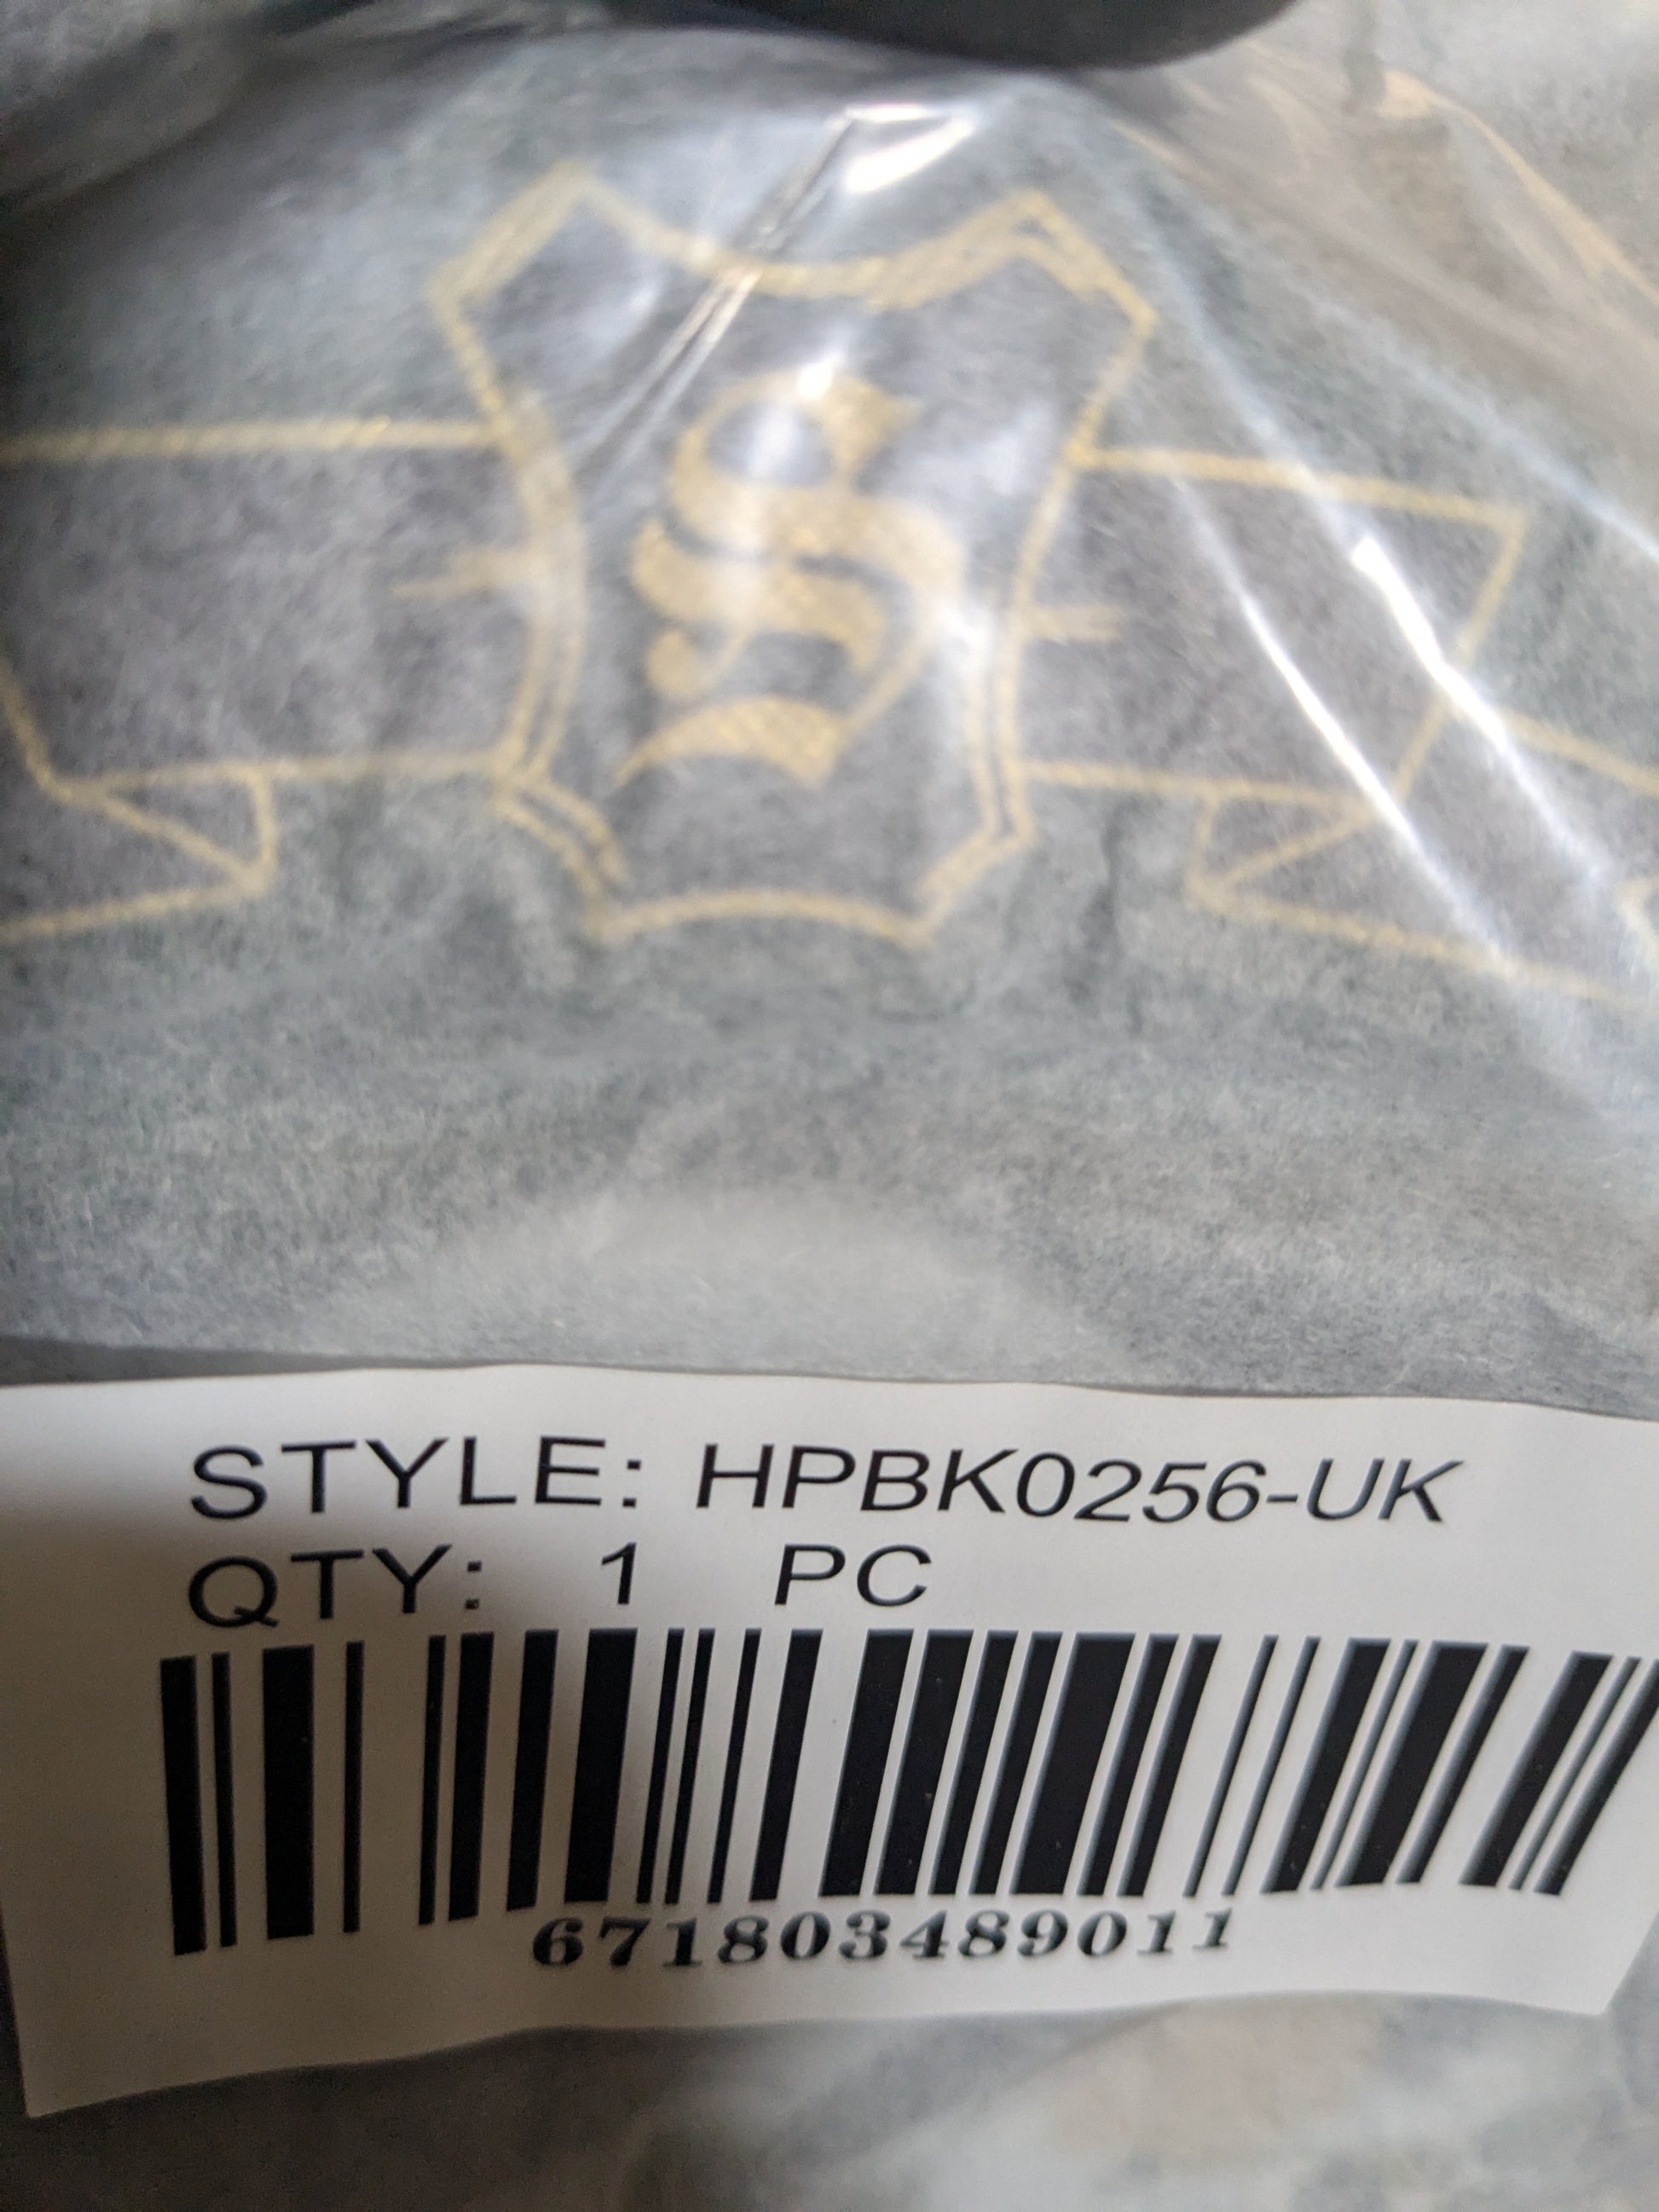 S
STYLE: HPBK0256-UK
QTY: 1 PC
671803489011